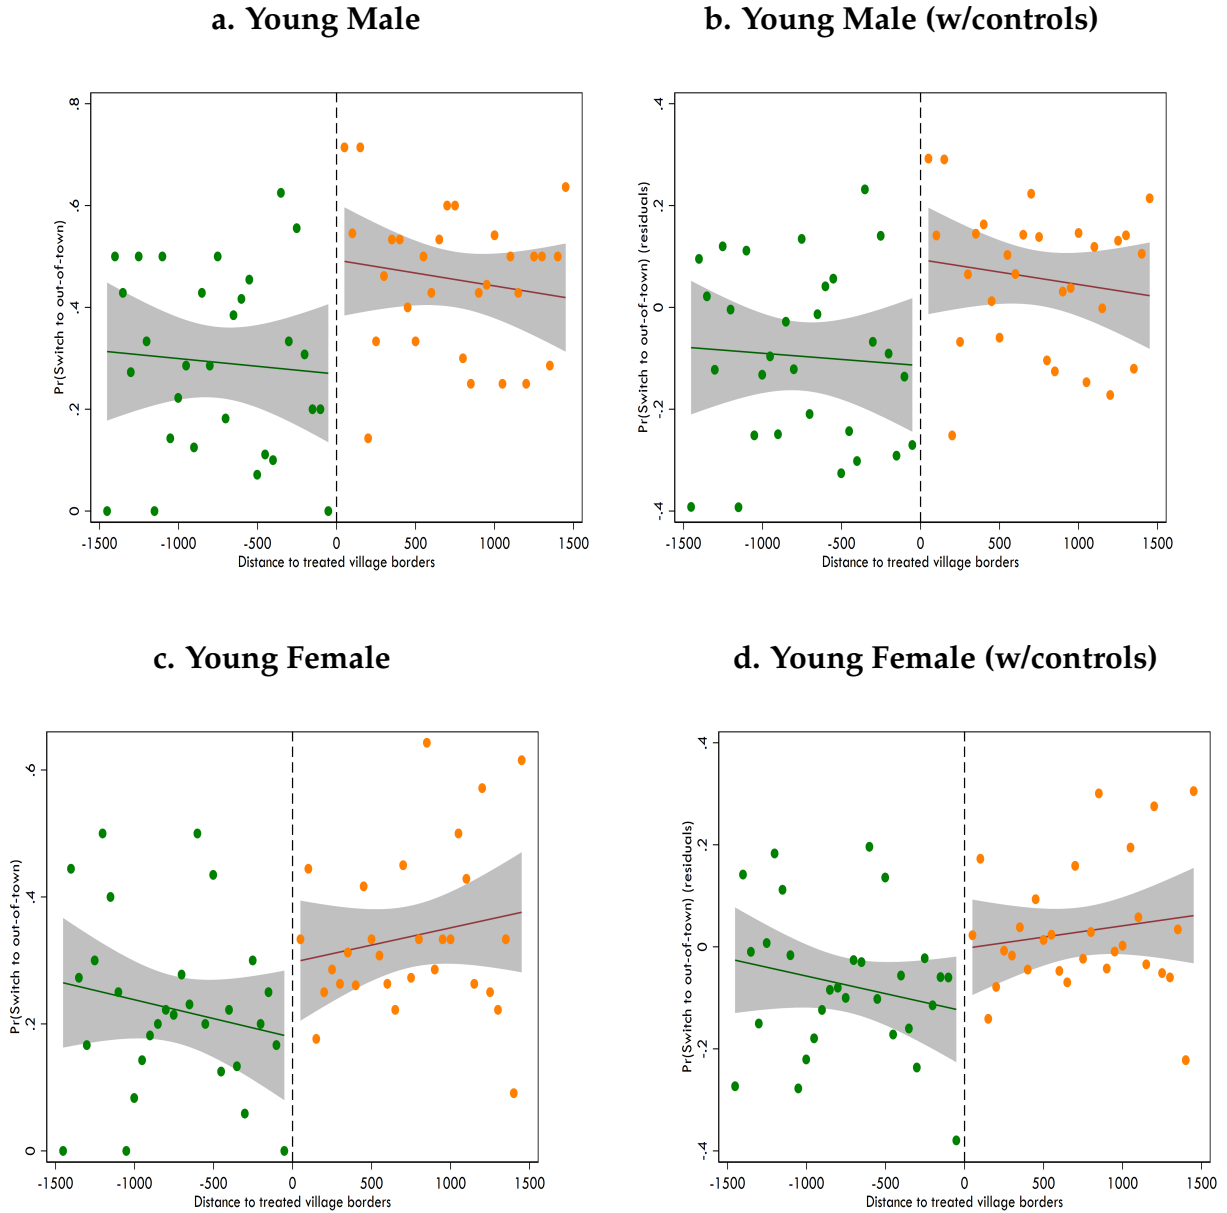 a. Young Male
b. Young Male (w/controls)
Pr(Switch to out-of-town)
.8
.6
.4
.2
0
-1500 -1000 -500 0 500 1000 1500
Distance to treated village borders
Pr(Switch to out-of-town) (residuals)
.4
.2
0
-.2
-.4
-1500 -1000 -500 0 500 1000 1500
Distance to treated village borders
c. Young Female
d. Young Female (w/controls)
Pr(Switch to out-of-town)
.6
.4
.2
0
-1500 -1000 -500 0 500 1000 1500
Distance to treated village borders
Pr(Switch to out-of-town) (residuals)
.4
.2
0
-.2
-.4
-1500 -1000 -500 0 500 1000 1500
Distance to treated village borders